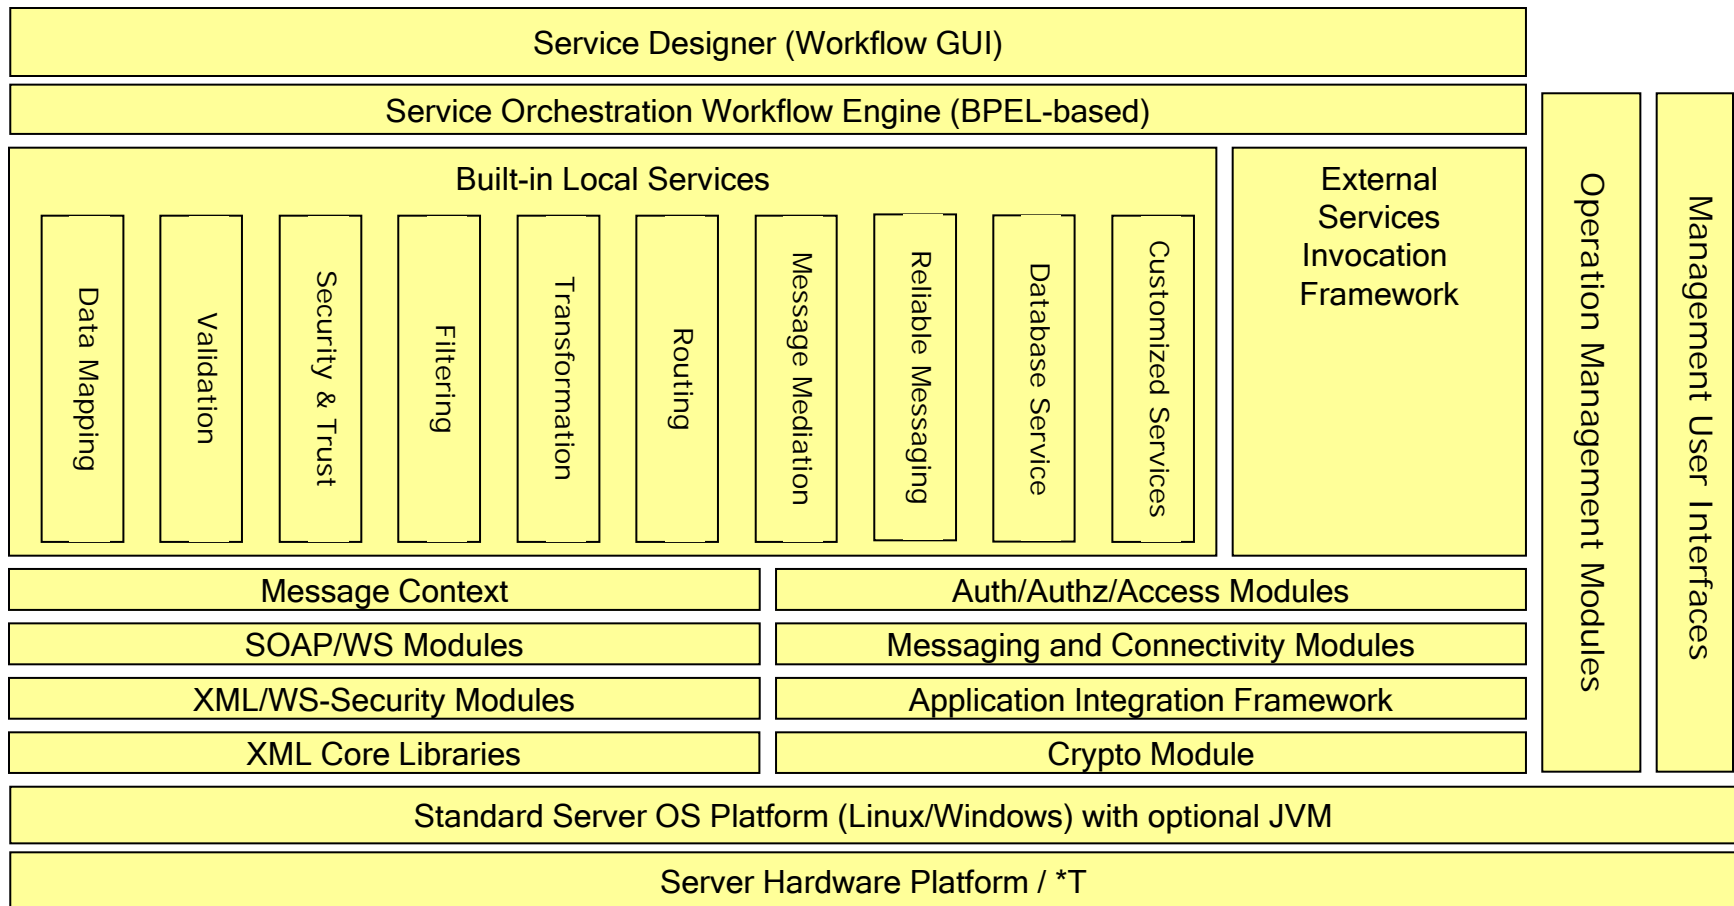 Service Designer (Workflow GUI)
Service Orchestration Workflow Engine (BPEL-based)
Built-in Local Services
Data Mapping
Validation
Security & Trust
Filtering
Transformation
Routing
Message Mediation
Reliable Messaging
Database Service
Customized Services
External
Services
Invocation
Framework
Operation Management Modules
Management User Interfaces
Message Context
Auth/Authz/Access Modules
SOAP/WS Modules
Messaging and Connectivity Modules
XML/WS-Security Modules
Application Integration Framework
XML Core Libraries
Crypto Module
Standard Server OS Platform (Linux/Windows) with optional JVM
Server Hardware Platform / *T